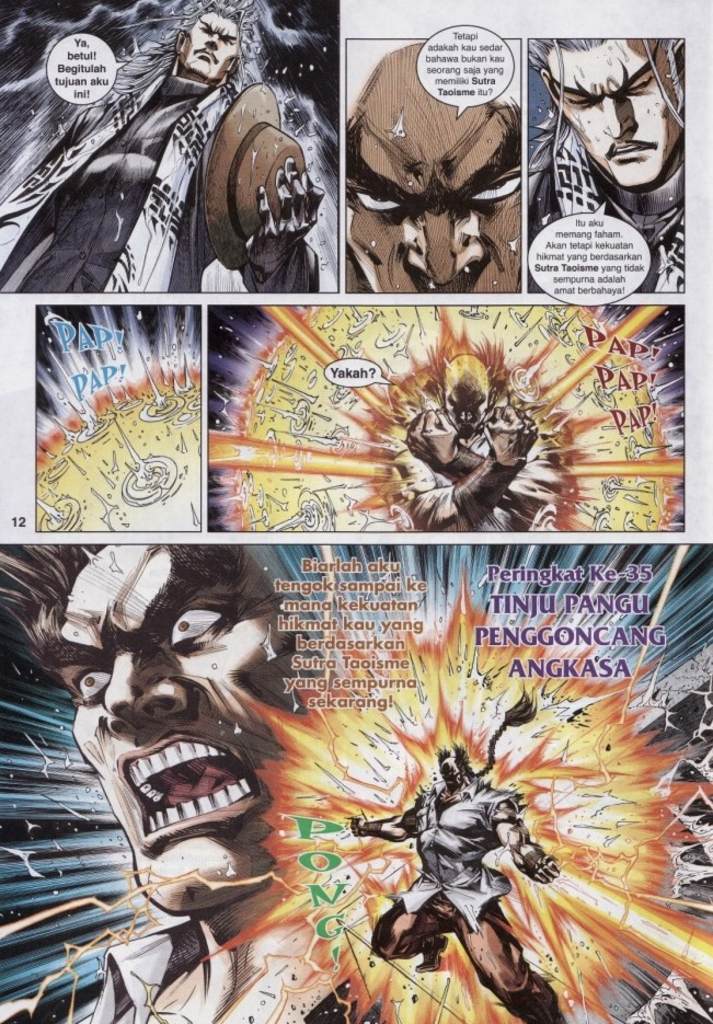 Ya,
betul!
Begitulah
tujuan aku
ini!
Tetapi
adakah kau sedar
bahawa bukan kau
seorang saja yang
memiliki Sutra
Taoisme itu?
Itu aku
memang faham.
Akan tetapi kekuatan
hikmat yang berdasarkan
Sutra Taoisme yang tidak
sempurna adalah
amat berbahaya!
PAP!
PAP!
Yakah?
PAP!
PAP!
PAP!
12
Biarlah aku
tengok sampai ke
mana kekuatan
hikmat kau yang
berdasarkan
Sutra Taoisme
yang sempurna
sekarang!
Peringkat Ke-35
TINJU PANGU
PENGGONCANG
ANGKASA
DONG!